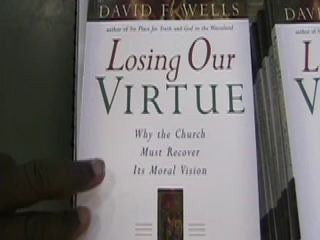 DAVID F. WELLS
author of No Place for Truth and God in the Wasteland
Losing Our
VIRTUE
Why the Church
Must Recover
Its Moral Vision
DAV
L
V